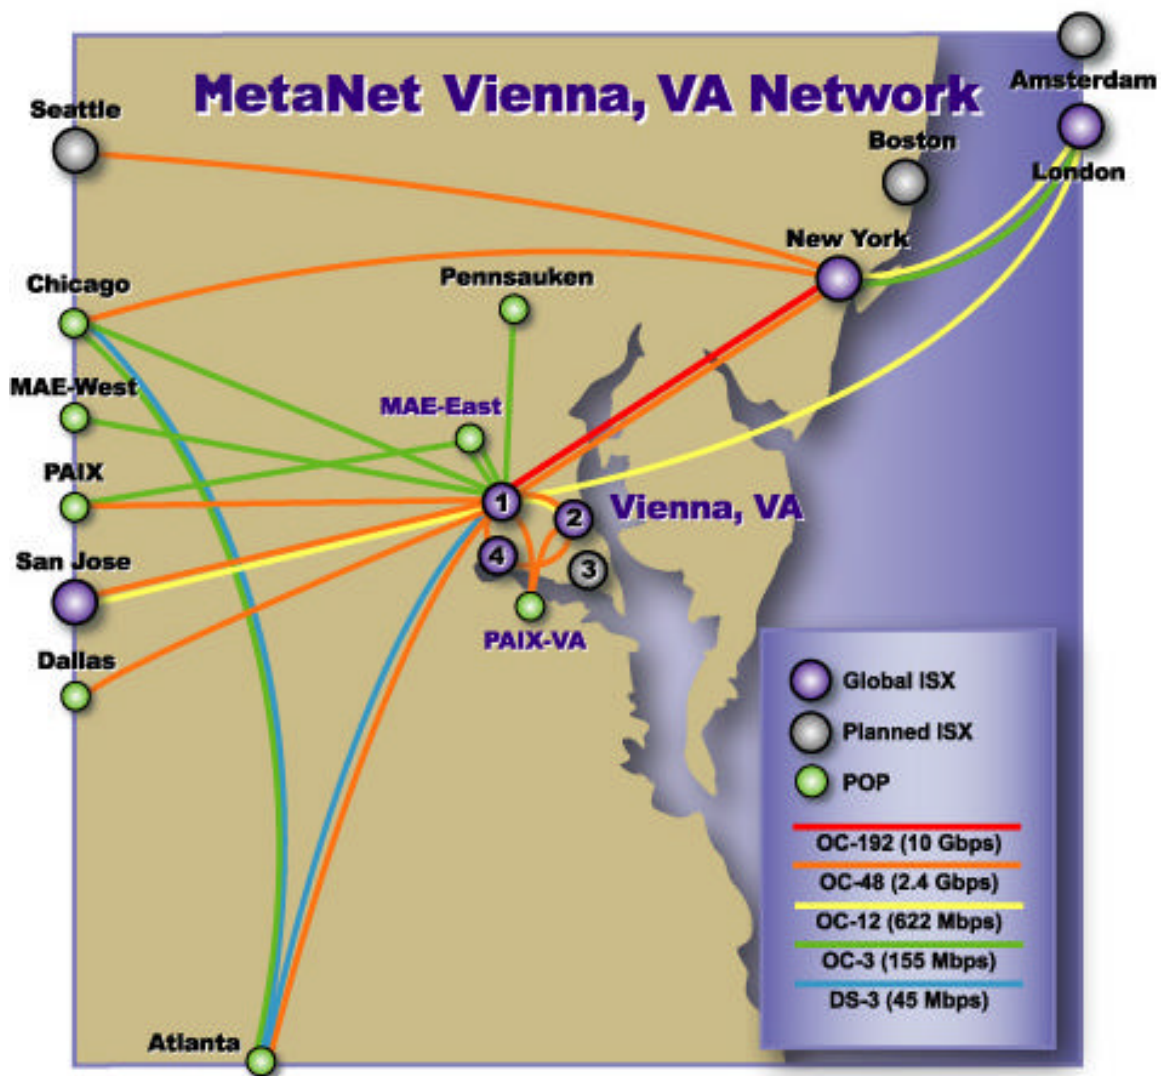 MetaNet Vienna, VA Network
Amsterdam
Seattle
Boston
London
New York
Chicago
Pennsauken
MAE-West
MAE-East
PAIX
1
2
Vienna, VA
San Jose
4
3
PAIX-VA
Dallas
Global ISX
Planned ISX
POP
OC-192 (10 Gbps)
OC-48 (2.4 Gbps)
OC-12 (622 Mbps)
OC-3 (155 Mbps)
DS-3 (45 Mbps)
Atlanta